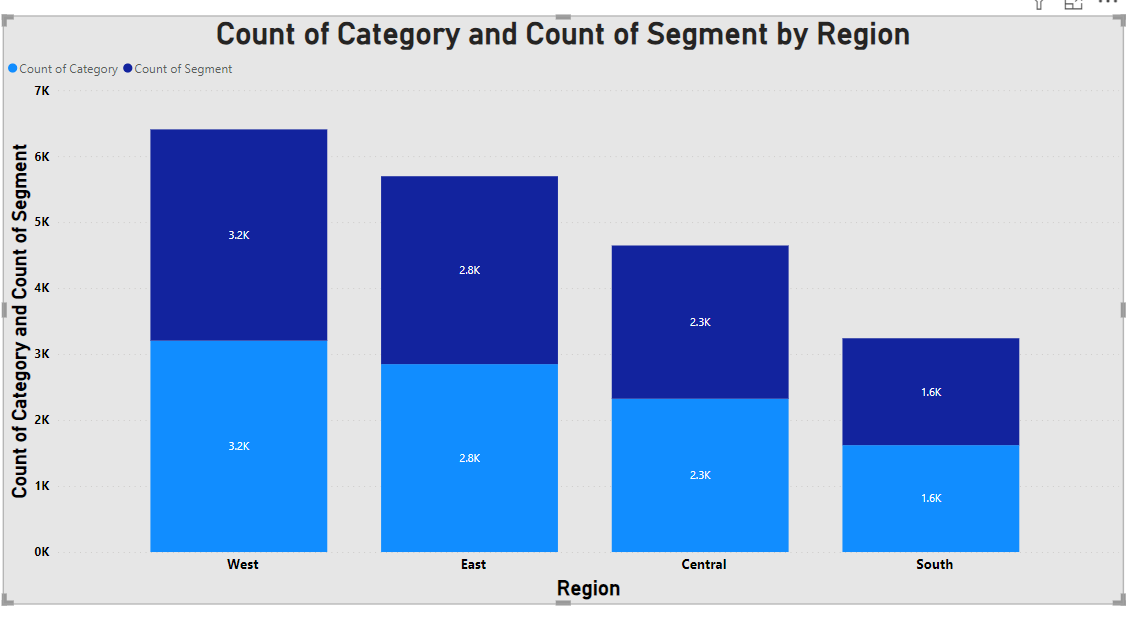 Count of Category and Count of Segment by Region
Count of Category Count of Segment
7K
6K
5K
4K
3K
2K
1K
0K
Count of Category and Count of Segment
3.2K
2.8K
2.3K
1.6K
3.2K
2.8K
2.3K
1.6K
West East Central South
Region